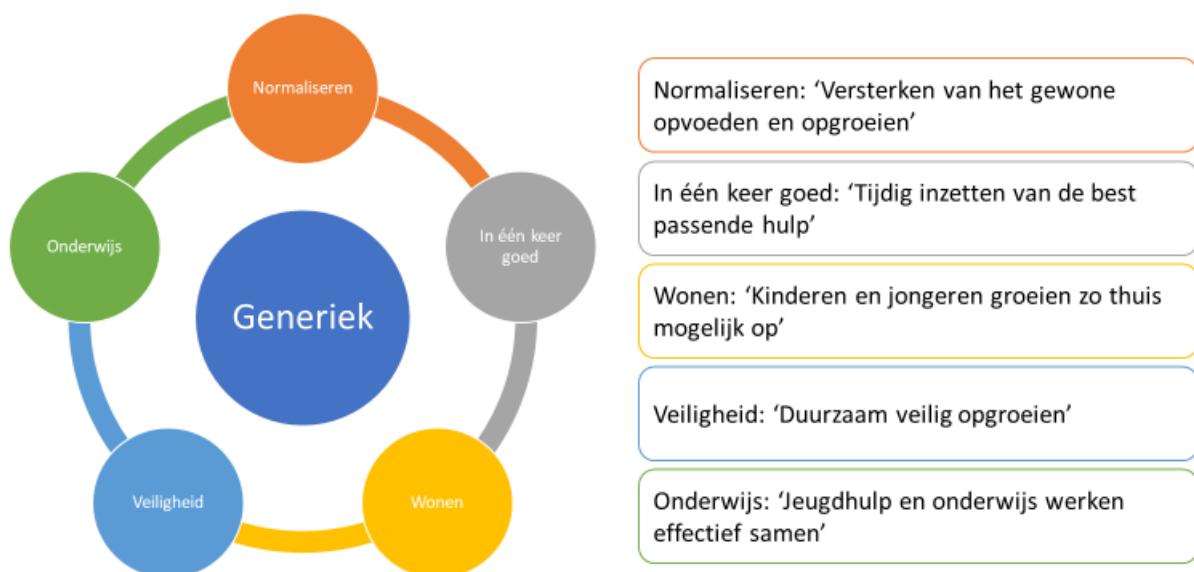 Normaliseren
In één keer
goed
Wonen
Veiligheid
Onderwijs
Generiek
Normaliseren: ‘Versterken van het gewone
opvoeden en opgroeien’
In één keer goed: ‘Tijdig inzetten van de best
passende hulp’
Wonen: ‘Kinderen en jongeren groeien zo thuis
mogelijk op’
Veiligheid: ‘Duurzaam veilig opgroeien’
Onderwijs: ‘Jeugdhulp en onderwijs werken
effectief samen’